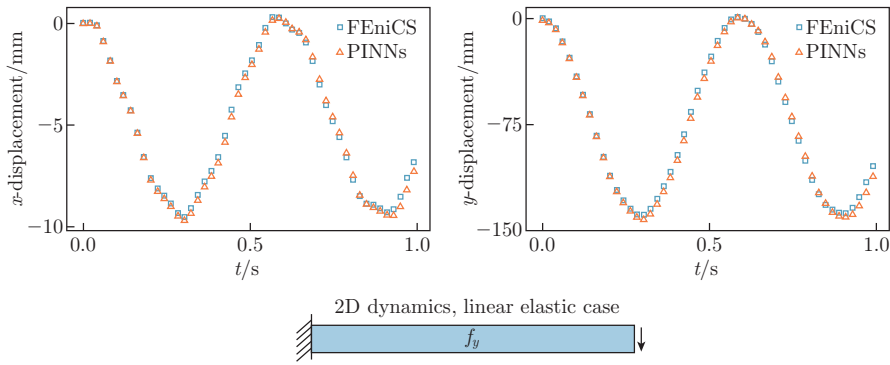 0
−5
−10
x-displacement/mm
FEniCS
PINNs
0.0
0.5
1.0
t/s
0
−75
−150
y-displacement/mm
FEniCS
PINNs
0.0
0.5
1.0
t/s
2D dynamics, linear elastic case
f_y